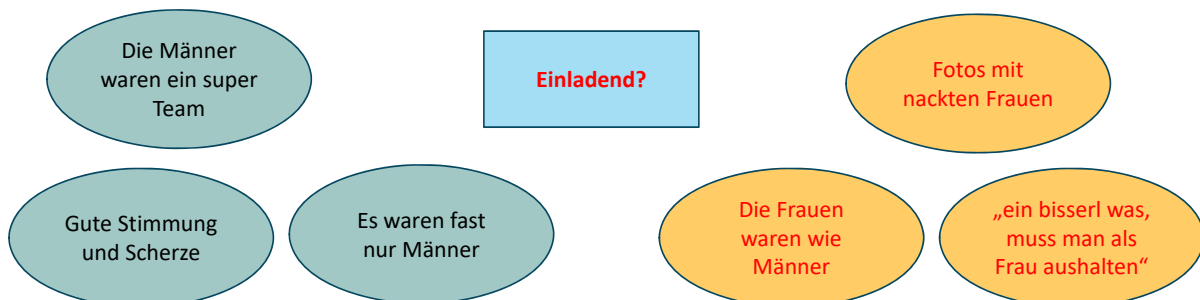 Die Männer
waren ein super
Team
Einladend?
Fotos mit
nackten Frauen
Gute Stimmung
und Scherze
Es waren fast
nur Männer
Die Frauen
waren wie
Männer
„ein bisserl was,
muss man als
Frau aushalten“